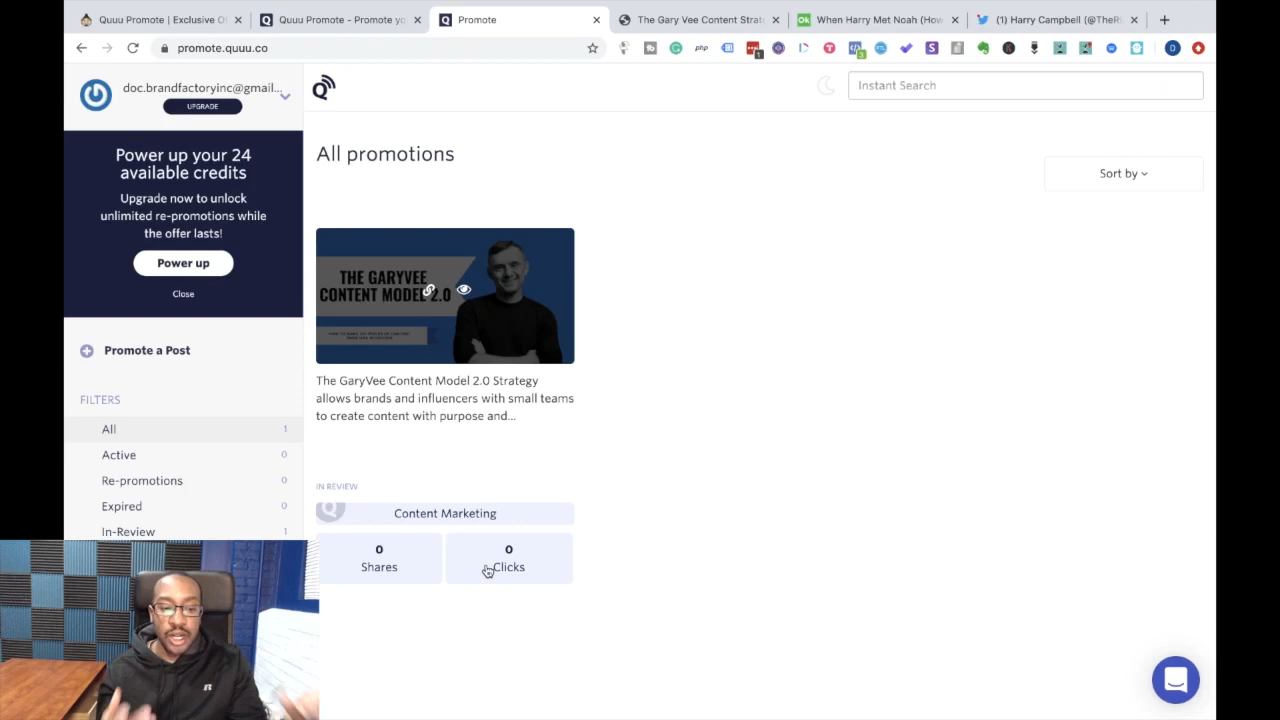 Quuu Promote | Exclusive O
Quuu Promote - Promote yo
Promote
The Gary Vee Content Strat
When Harry Met Noah (How
(1) Harry Campbell (@TheR
promote.quuu.co
doc.brandfactoryinc@gmail...
UPGRADE
Instant Search
Power up your 24
available credits
Upgrade now to unlock
unlimited re-promotions while
the offer lasts!
Power up
Close
All promotions
Sort by
THE GARYVEE
CONTENT MODEL 2.0
The GaryVee Content Model 2.0 Strategy
allows brands and influencers with small teams
to create content with purpose and...
Promote a Post
FILTERS
All 1
Active 0
Re-promotions 0
Expired 0
In-Review 1
IN REVIEW
Content Marketing
0 0
Shares Clicks